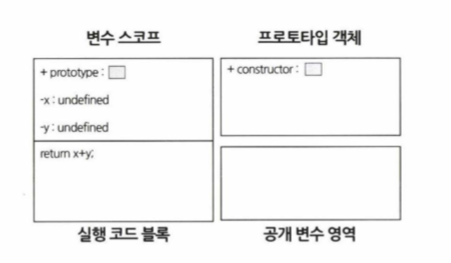 변수 스코프
프로토타입 객체
+ prototype :
-x : undefined
-y : undefined
return x+y;
+ constructor :
실행 코드 블록
공개 변수 영역